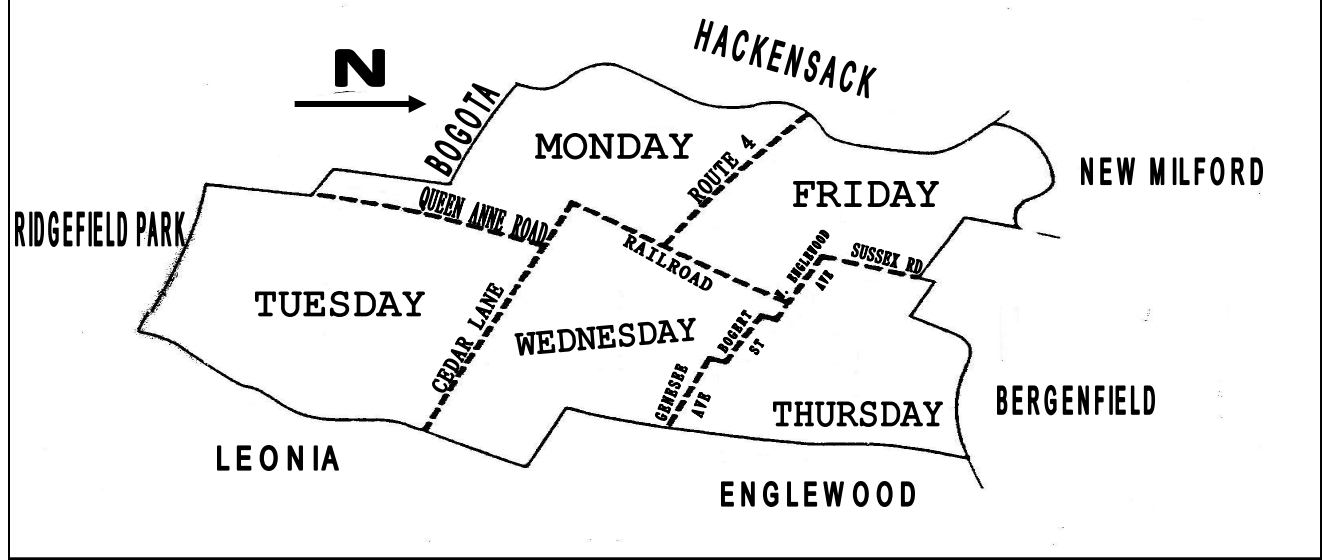 HACKENSACK
N
BOGOTA
MONDAY
ROUTE 4
NEW MILFORD
FRIDAY
QUEEN ANNE ROAD
RIDGEFIELD PARK
RAILROAD
W. ENGLEWOOD
AVE
SUSSEX RD
TUESDAY
CEDAR LANE
WEDNESDAY
BOGERT
ST
GENESEE
AVE
THURSDAY
BERGENFIELD
LEONIA
ENGLEWOOD